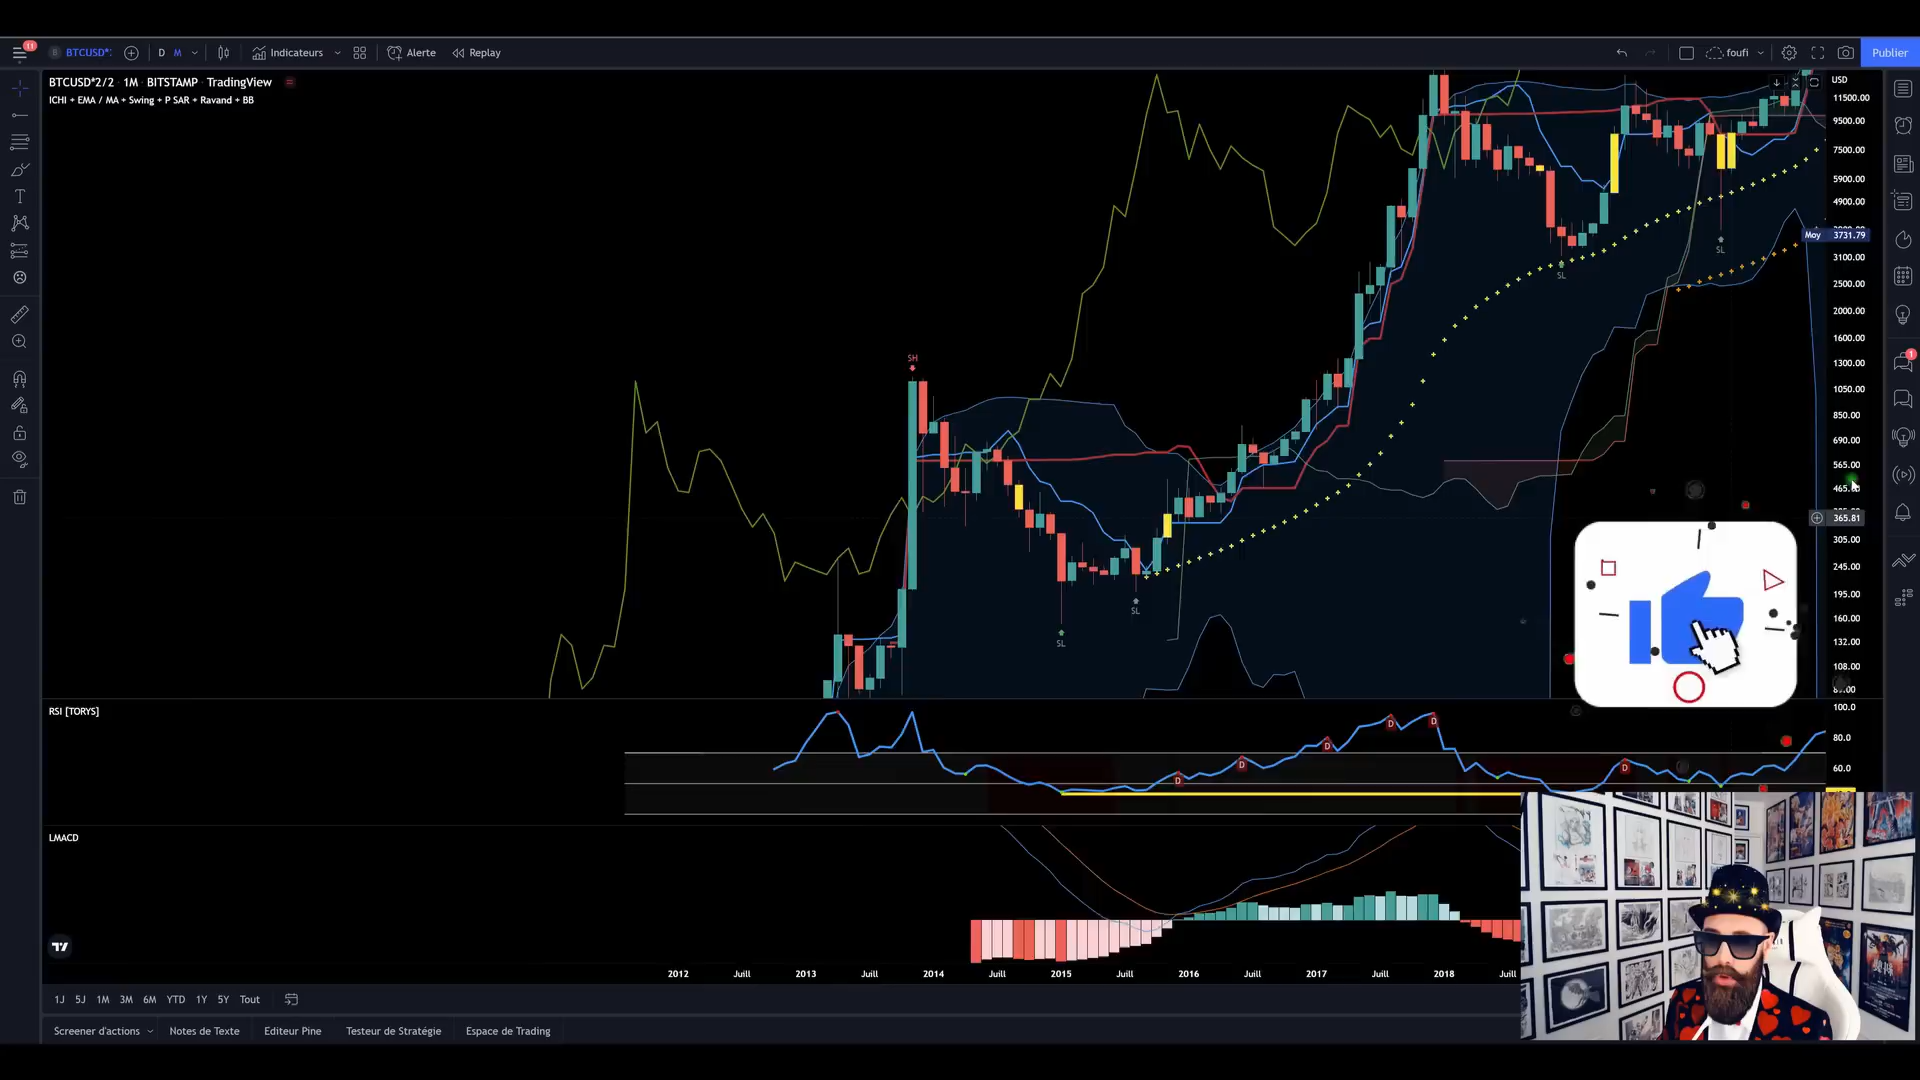 11
BTCUSD*: D M Indicateurs Alerte Replay foufi Publier
BTCUSD*2/2 · 1M · BITSTAMP · TradingView
ICHI + EMA / MA + Swing + P SAR + Ravand + BB
USD
11500.00
9500.00
7500.00
5900.00
4900.00
Moy 3731.79
3100.00
2500.00
2000.00
1600.00
1300.00
1050.00
850.00
690.00
565.00
465.00
365.81
305.00
245.00
195.00
160.00
132.00
108.00
SH
SL
SL
SL
SL
1
RSI [TORYS]
100.0
80.0
60.0
D
D
D
D
D
D
LMACD
2012 Juill 2013 Juill 2014 Juill 2015 Juill 2016 Juill 2017 Juill 2018 Juill
1J 5J 1M 3M 6M YTD 1Y 5Y Tout
Screener d'actions Notes de Texte Editeur Pine Testeur de Stratégie Espace de Trading